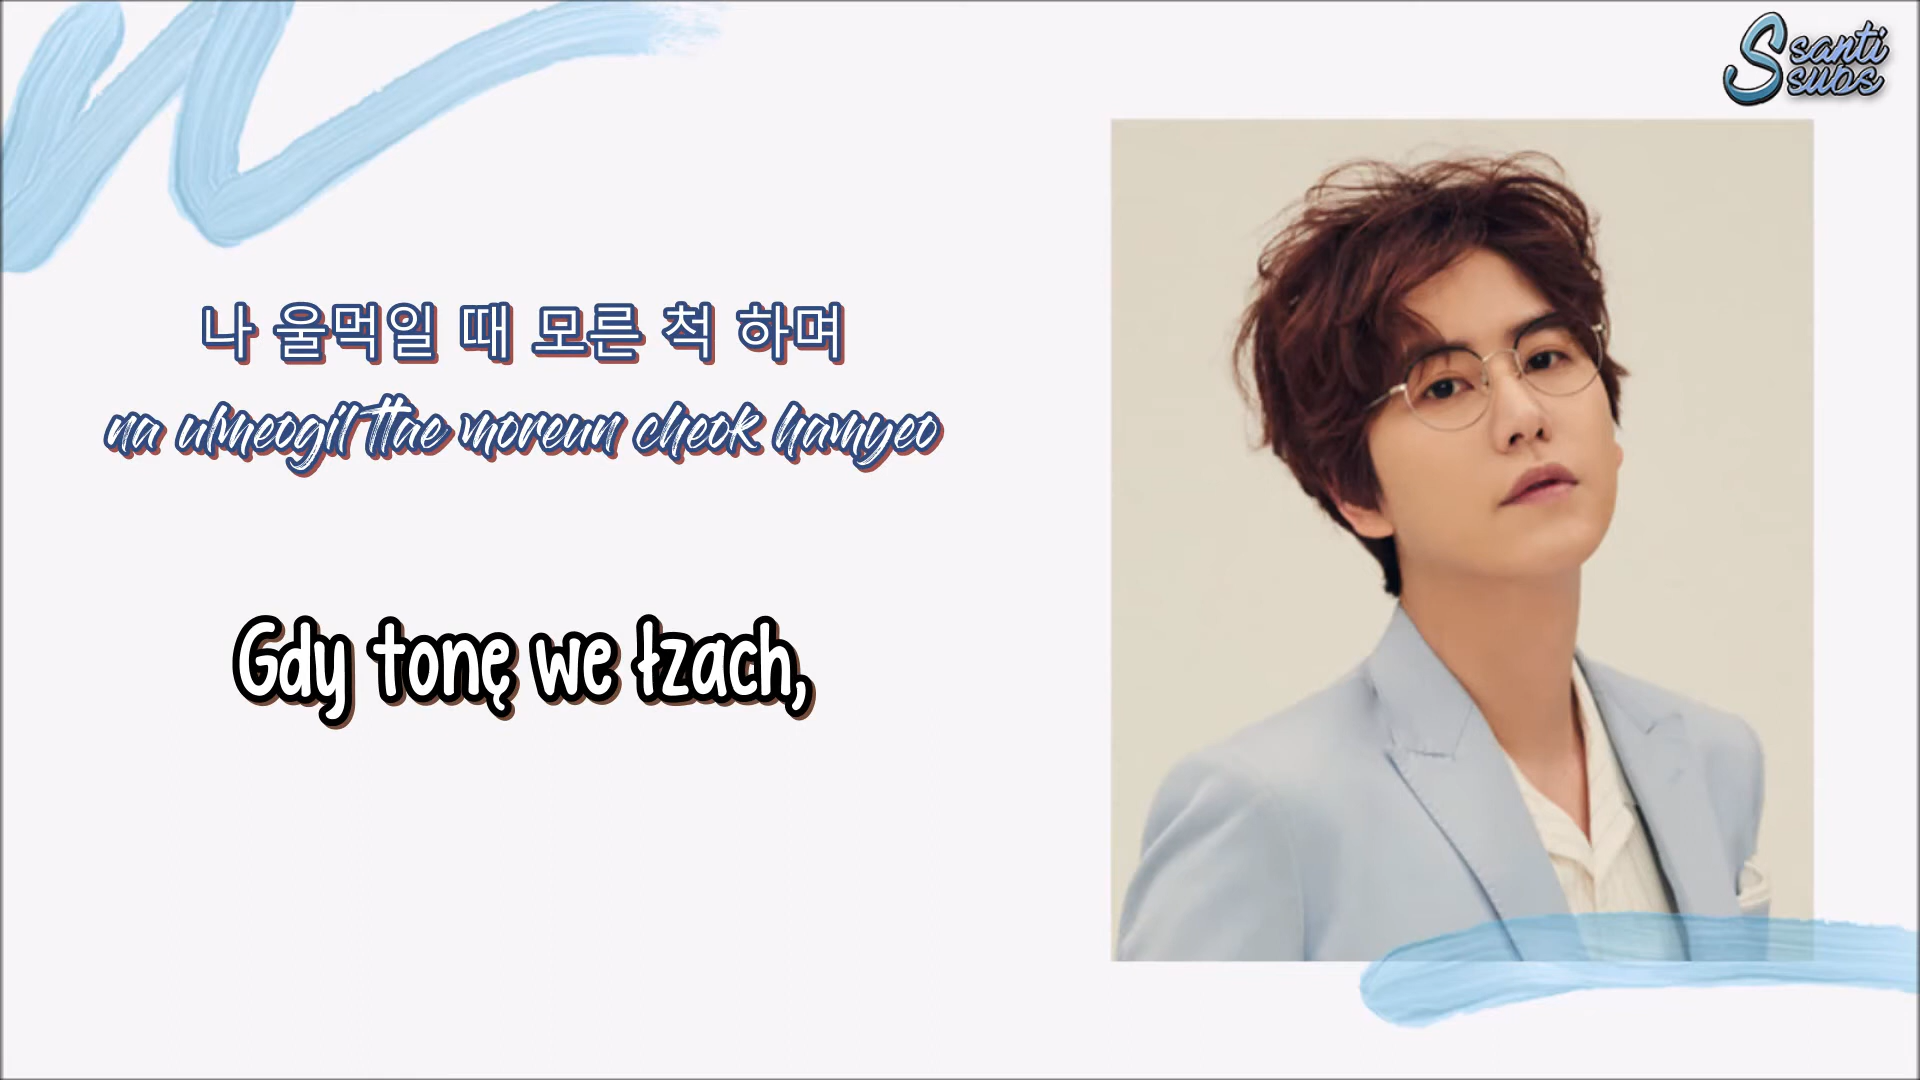 Ssanti
subs
나 울먹일 때 모른 척 하며
na ulmeogil ttae moreun cheok hamyeo
Gdy tonę we łzach,